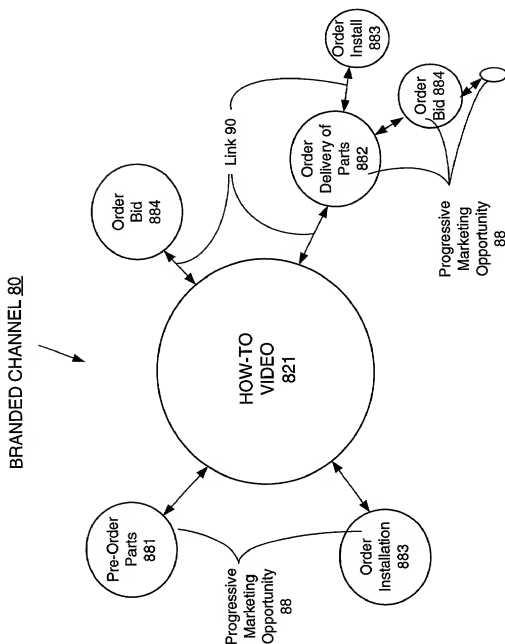 BRANDED CHANNEL 80
Pre-Order
Parts
881
Order
Bid
884
Link 90
Order
Install
883
HOW-TO
VIDEO
821
Order
Delivery of
Parts
882
Order
Bid 884
Progressive
Marketing
Opportunity
88
Order
Installation
883
Progressive
Marketing
Opportunity
88